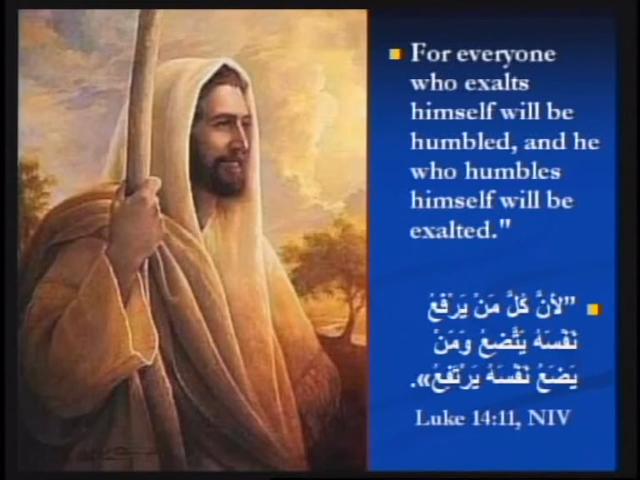 For everyone
who exalts
himself will be
humbled, and he
who humbles
himself will be
exalted."
”لأَنَّ كُلَّ مَنْ يَرْفَعُ
نَفْسَهُ يَتَّضِعُ وَمَنْ
يَضَعُ نَفْسَهُ يَرْتَفِعُ».
Luke 14:11, NIV